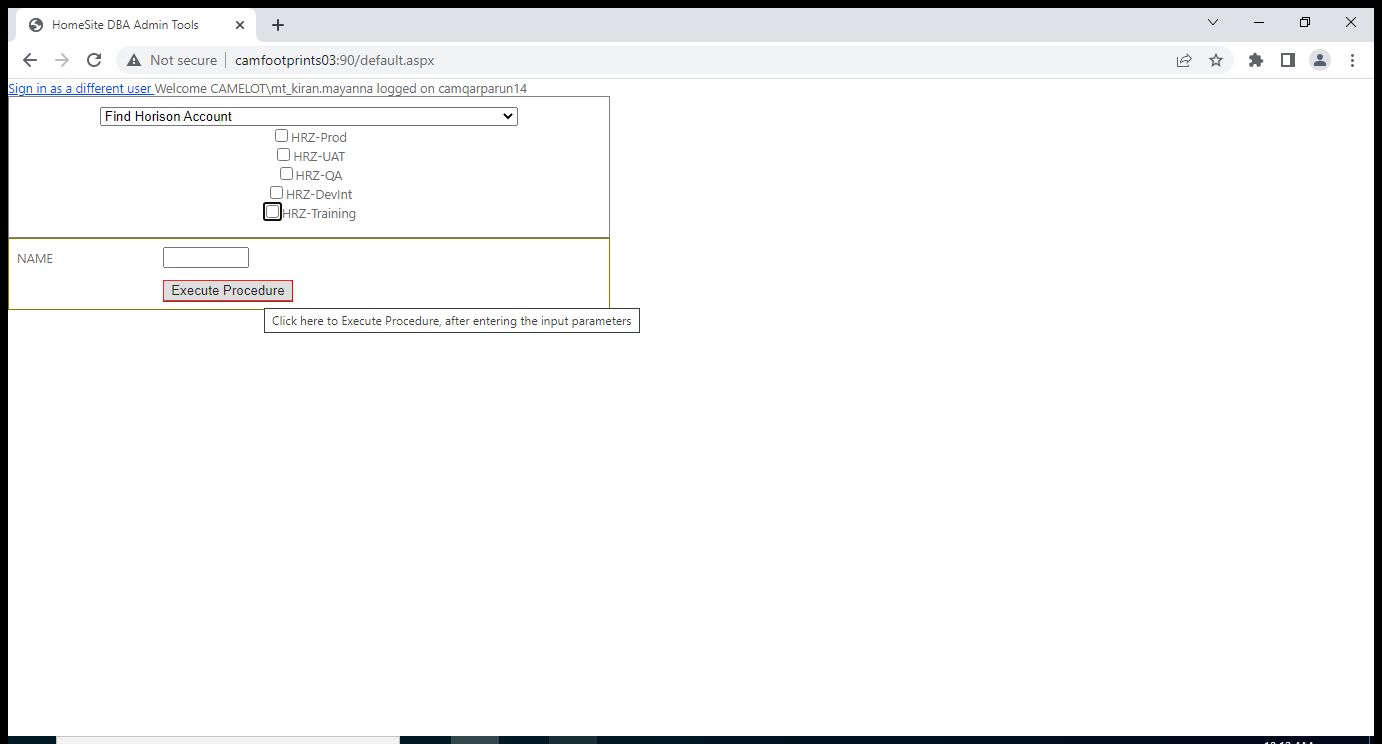 HomeSite DBA Admin Tools
Not secure camfootprints03:90/default.aspx
Sign in as a different user Welcome CAMELOT\mt_kiran.mayanna logged on camqarparun14
Find Horison Account
HRZ-Prod
HRZ-UAT
HRZ-QA
HRZ-DevInt
HRZ-Training
NAME
Execute Procedure
Click here to Execute Procedure, after entering the input parameters